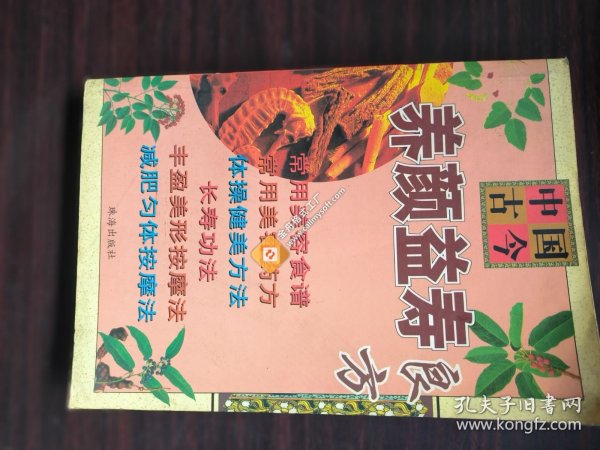 中国
古今
养颜益寿
良方
常用美容食谱
常用美容药方
体操健美方法
长寿功法
丰盈美形按摩法
减肥匀体按摩法
珠海出版社
孔夫子旧书网
www.kongfz.com